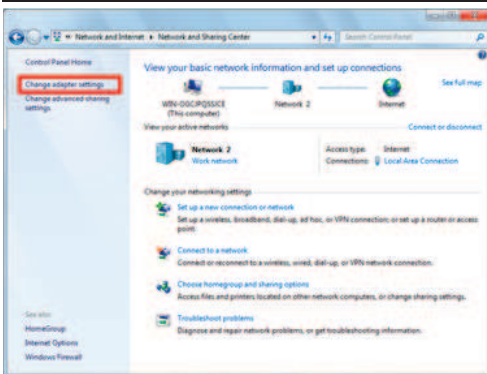 Network and Internet ▸ Network and Sharing Center
Search Control Panel
Control Panel Home
Change adapter settings
Change advanced sharing
settings
View your basic network information and set up connections
See full map
(This computer)
Network 2
Internet
View your active networks
Connect or disconnect
Network 2
Work network
Access type: Internet
Connections: Local Area Connection
Change your networking settings
Set up a new connection or network
Set up a wireless, broadband, dial-up, ad hoc, or VPN connection; or set up a router or access
point.
Connect to a network
Connect or reconnect to a wireless, wired, dial-up, or VPN network connection.
Choose homegroup and sharing options
Access files and printers located on other network computers, or change sharing settings.
Troubleshoot problems
Diagnose and repair network problems, or get troubleshooting information.
See also
HomeGroup
Internet Options
Windows Firewall